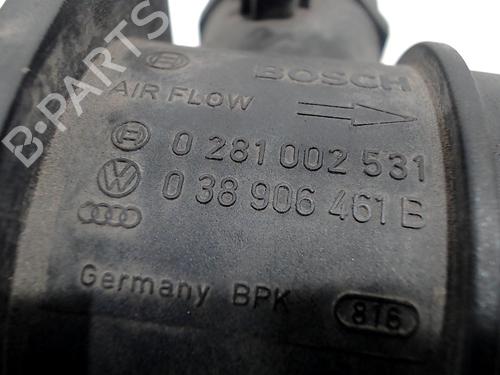 BOSCH
AIR FLOW
0 281 002 531
0 38 906 461 B
Germany BPK 816
B-PARTS